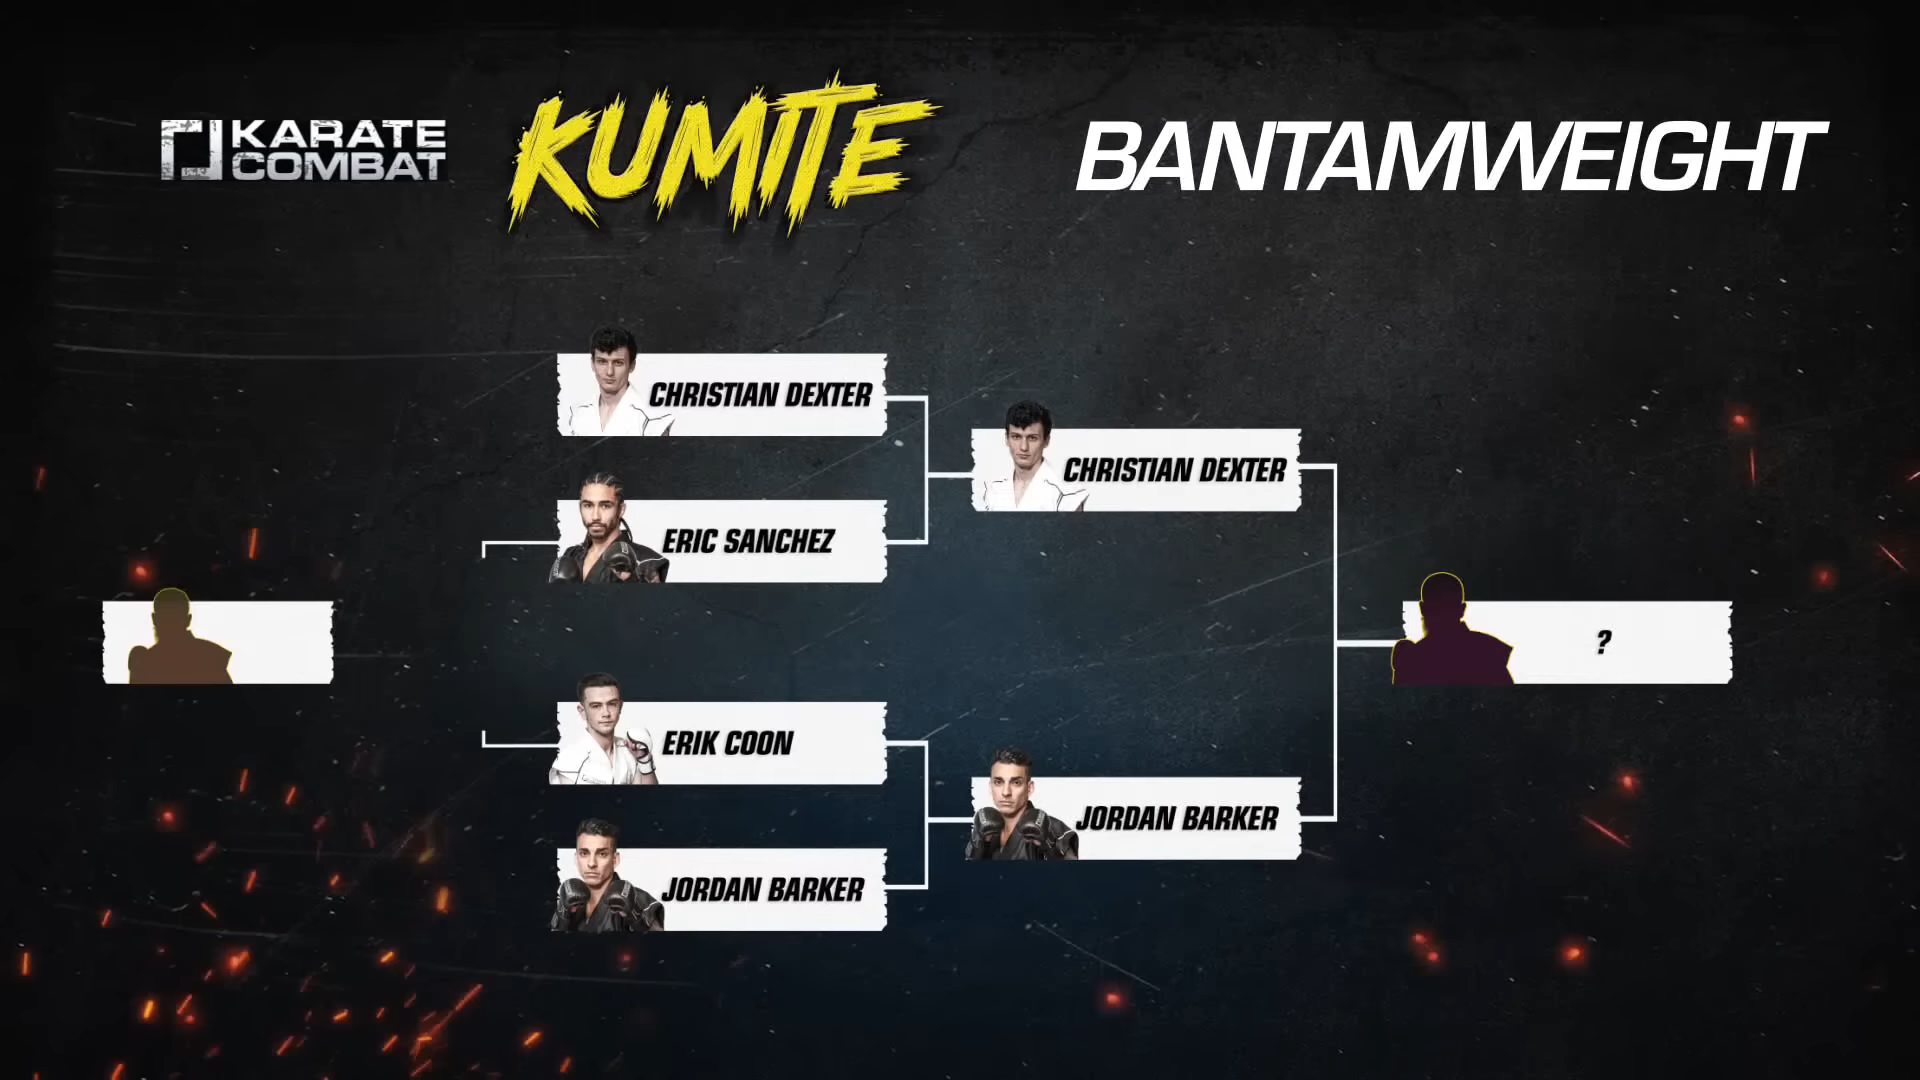 KARATE
COMBAT
KUMITE
BANTAMWEIGHT
CHRISTIAN DEXTER
ERIC SANCHEZ
ERIK COON
JORDAN BARKER
CHRISTIAN DEXTER
JORDAN BARKER
?